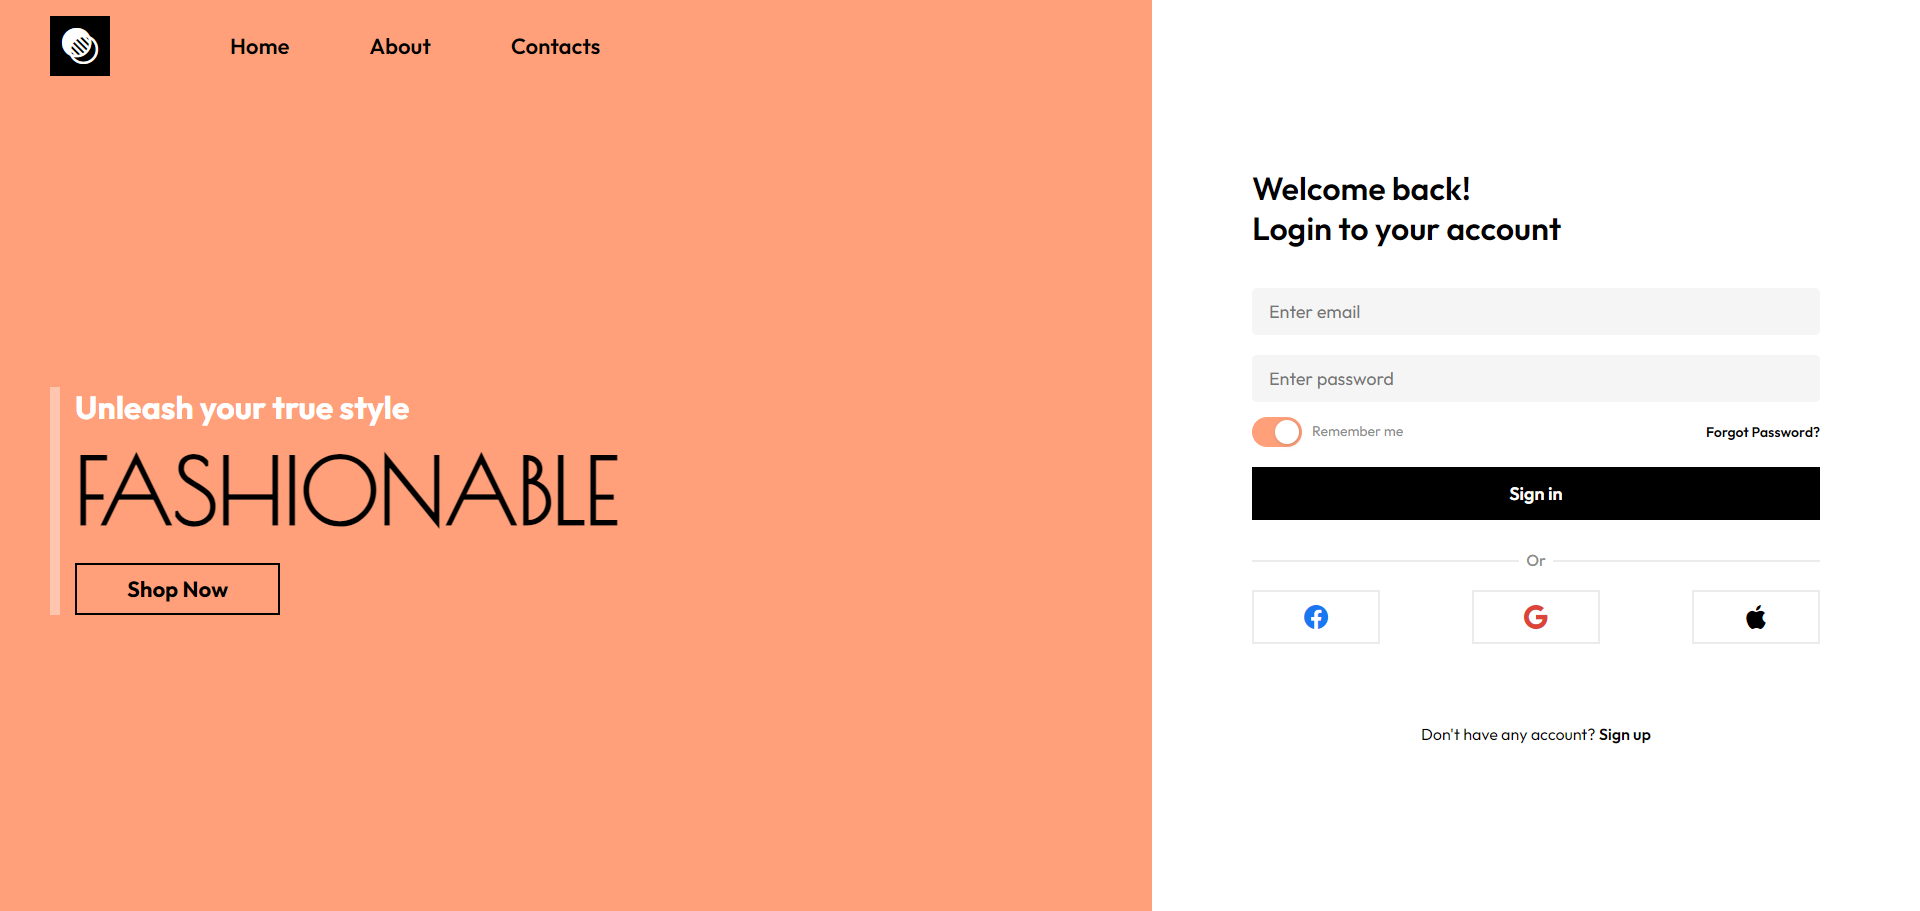 Home About Contacts
Unleash your true style
FASHIONABLE
Shop Now
Welcome back!
Login to your account
Enter email
Enter password
Remember me Forgot Password?
Sign in
Or
Don't have any account? Sign up